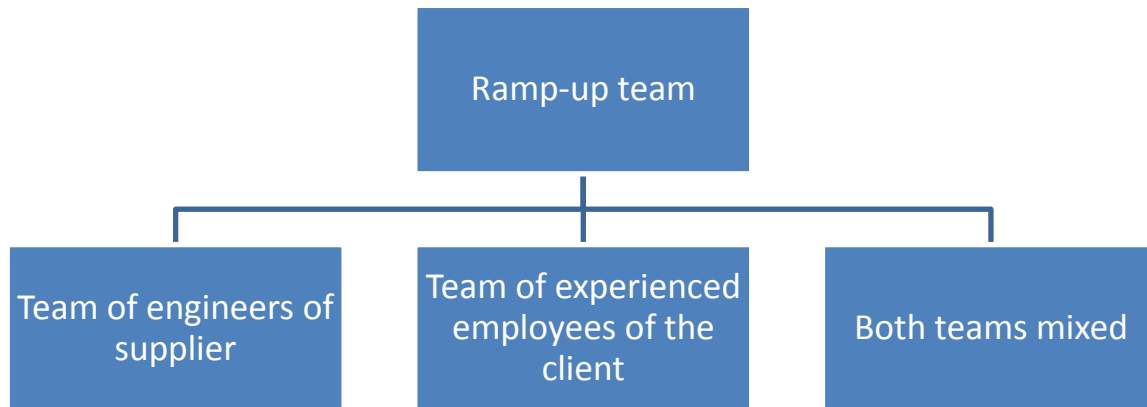 Ramp-up team
Team of engineers of
supplier
Team of experienced
employees of the
client
Both teams mixed